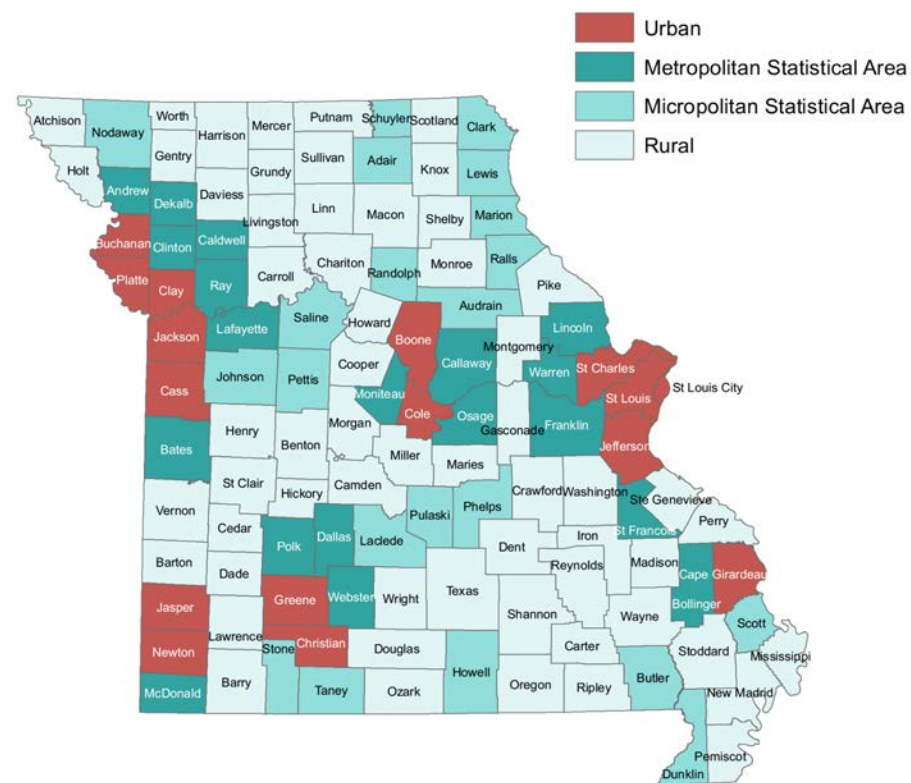 Urban
Metropolitan Statistical Area
Micropolitan Statistical Area
Rural
Atchison
Nodaway
Worth
Harrison
Mercer
Putnam
Schuyler
Scotland
Clark
Gentry
Sullivan
Adair
Knox
Lewis
Holt
Andrew
Dekalb
Daviess
Grundy
Linn
Macon
Shelby
Marion
Livingston
Buchanan
Clinton
Caldwell
Chariton
Randolph
Monroe
Ralls
Platte
Clay
Ray
Carroll
Pike
Audrain
Saline
Howard
Lafayette
Lincoln
Jackson
Boone
Montgomery
Callaway
Cooper
Warren
St Charles
Johnson
Pettis
St Louis City
Cass
Moniteau
St Louis
Cole
Osage
Franklin
Morgan
Gasconade
Jefferson
Henry
Benton
Bates
Miller
Maries
St Clair
Camden
Crawford
Washington
Hickory
Ste Genevieve
Vernon
Pulaski
Phelps
Perry
Cedar
St Francois
Polk
Dallas
Laclede
Dent
Iron
Barton
Reynolds
Madison
Dade
Cape
Girardeau
Texas
Jasper
Greene
Webster
Wright
Bollinger
Shannon
Wayne
Scott
Lawrence
Christian
Newton
Stone
Douglas
Carter
Stoddard
Mississippi
Barry
Taney
Ozark
Howell
Oregon
Ripley
Butler
McDonald
New Madrid
Pemiscot
Dunklin